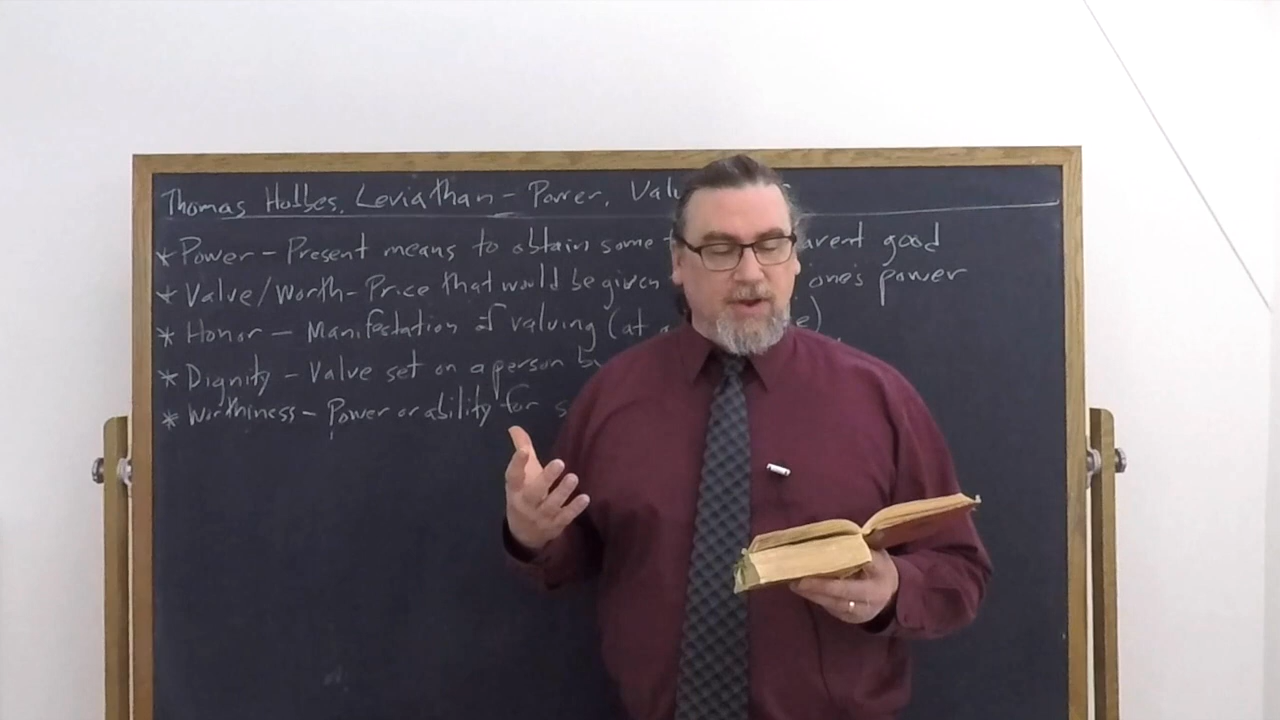 Thomas Hobbes, Leviathan - Power, Valu
* Power - Present means to obtain some arent good
* Value/Worth - Price that would be given one's power
* Honor - Manifestation of valuing (at a e)
* Dignity - Value set on a person by
* Worthiness - Power or ability for s